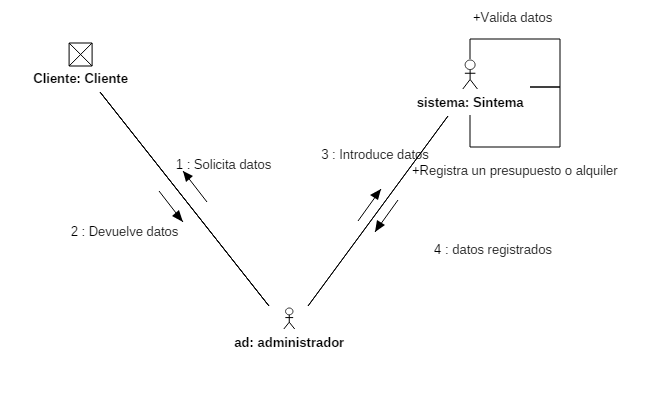 +Valida datos
Cliente: Cliente
sistema: Sintema
1 : Solicita datos
3 : Introduce datos
+Registra un presupuesto o alquiler
2 : Devuelve datos
4 : datos registrados
ad: administrador